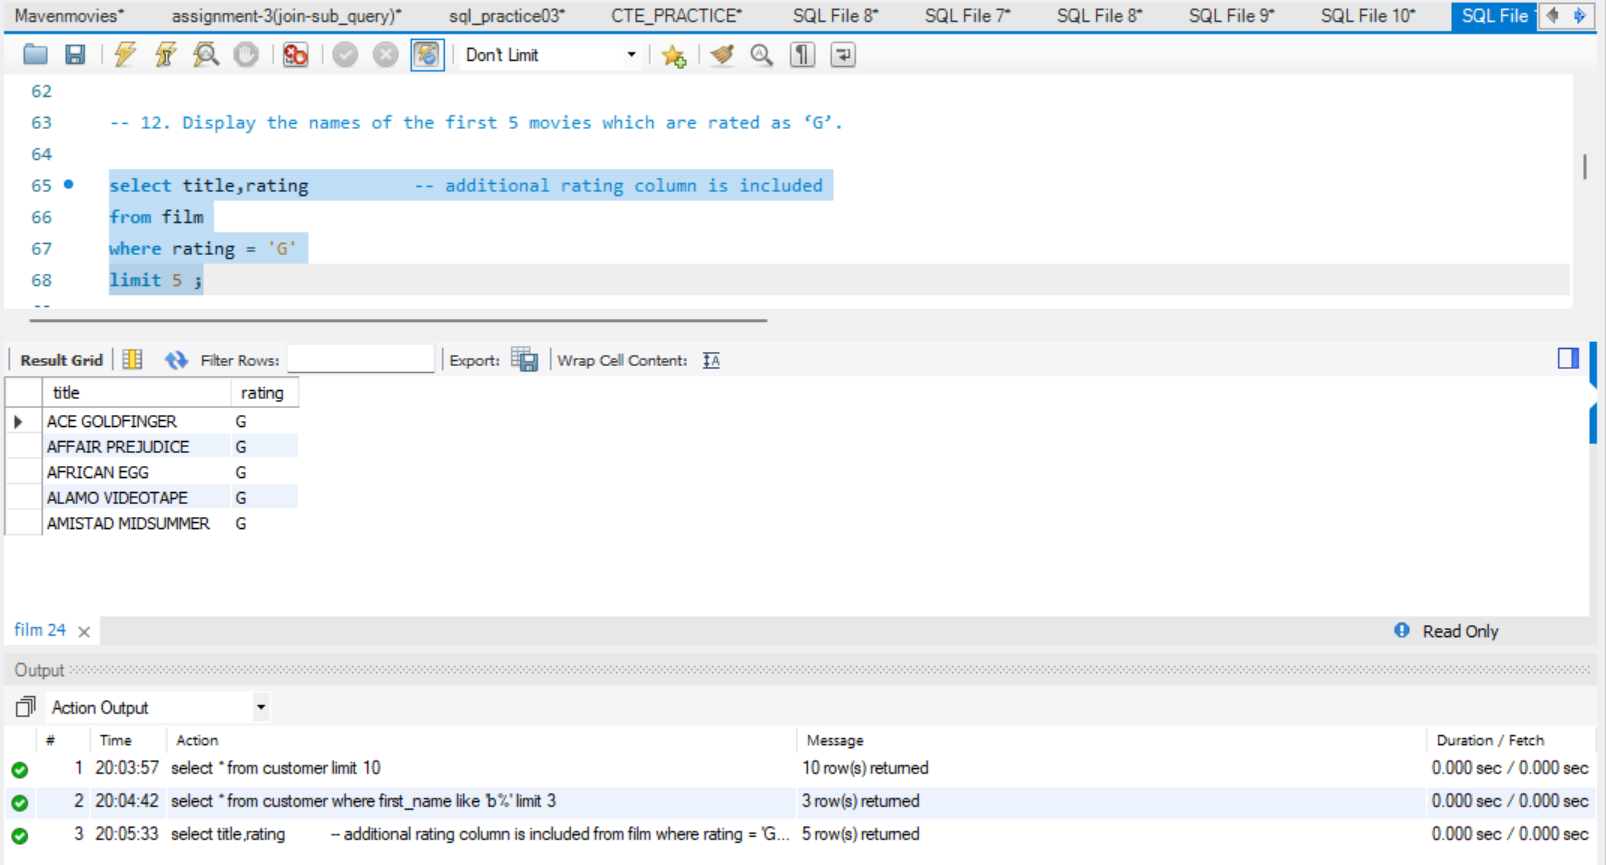 Mavenmovies* assignment-3(join-sub_query)* sql_practice03* CTE_PRACTICE* SQL File 8* SQL File 7* SQL File 8* SQL File 9* SQL File 10* SQL File
Don't Limit
62
63 -- 12. Display the names of the first 5 movies which are rated as ‘G’.
64
65 select title,rating -- additional rating column is included
66 from film
67 where rating = 'G'
68 limit 5 ;
Result Grid Filter Rows: Export: Wrap Cell Content:
title rating
ACE GOLDFINGER G
AFFAIR PREJUDICE G
AFRICAN EGG G
ALAMO VIDEOTAPE G
AMISTAD MIDSUMMER G
film 24 Read Only
Output
Action Output
# Time Action Message Duration / Fetch
1 20:03:57 select * from customer limit 10 10 row(s) returned 0.000 sec / 0.000 sec
2 20:04:42 select * from customer where first_name like 'b%' limit 3 3 row(s) returned 0.000 sec / 0.000 sec
3 20:05:33 select title,rating -- additional rating column is included from film where rating = 'G... 5 row(s) returned 0.000 sec / 0.000 sec